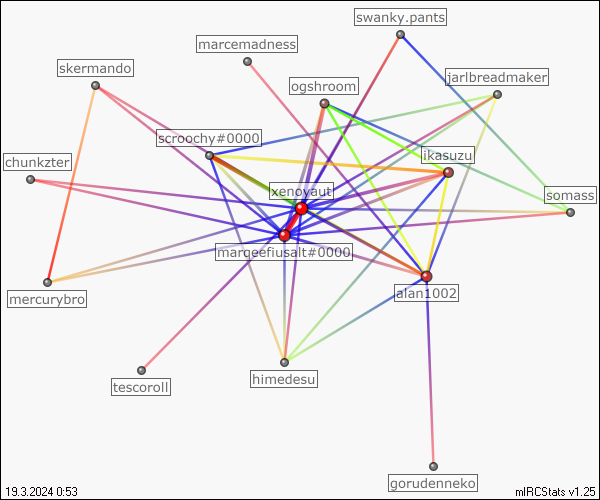 swanky.pants
marcemadness
skermando
jarlbreadmaker
ogshroom
scroochy#0000
ikasuzu
chunkzter
xenoyaut
somass
marqeefiusalt#0000
mercurybro
alan1002
himedesu
tescoroll
gorudenneko
19.3.2024 0:53
mIRCStats v1.25